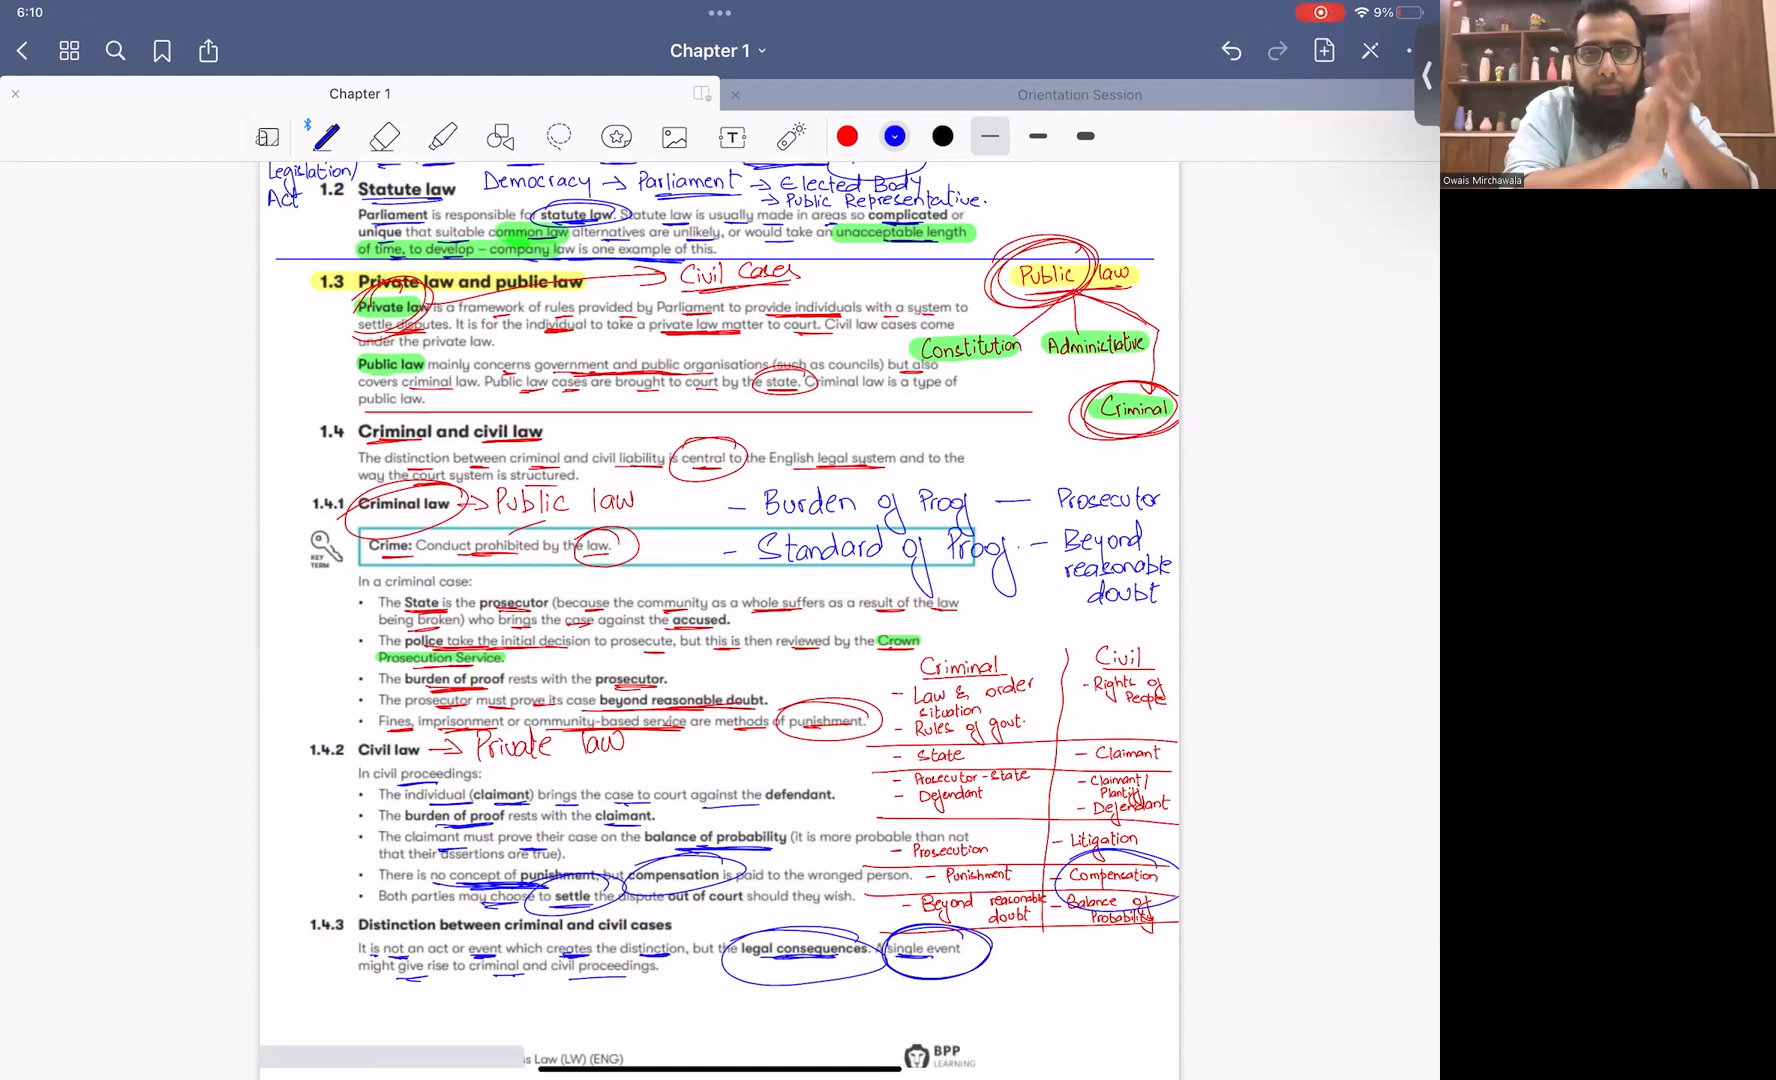 6:10
9%
Chapter 1
Chapter 1
Orientation Session
Owais Mirchawala
Legislation/
Act
1.2 Statute law
Democracy → Parliament → Elected Body
→ Public Representative.
Parliament is responsible for statute law. Statute law is usually made in areas so complicated or
unique that suitable common law alternatives are unlikely, or would take an unacceptable length
of time, to develop – company law is one example of this.
1.3 Private law and public law
Civil Cases
Public law
Private law is a framework of rules provided by Parliament to provide individuals with a system to
settle disputes. It is for the individual to take a private law matter to court. Civil law cases come
under the private law.
Constitution
Administrative
Criminal
Public law mainly concerns government and public organisations (such as councils) but also
covers criminal law. Public law cases are brought to court by the state. Criminal law is a type of
public law.
1.4 Criminal and civil law
The distinction between criminal and civil liability is central to the English legal system and to the
way the court system is structured.
1.4.1 Criminal law → Public law
- Burden of Proof — Prosecutor
- Standard of Proof. - Beyond
reasonable
doubt
KEY
TERM
Crime: Conduct prohibited by the law.
In a criminal case:
• The State is the prosecutor (because the community as a whole suffers as a result of the law
being broken) who brings the case against the accused.
• The police take the initial decision to prosecute, but this is then reviewed by the Crown
Prosecution Service.
• The burden of proof rests with the prosecutor.
• The prosecutor must prove its case beyond reasonable doubt.
• Fines, imprisonment or community-based service are methods of punishment.
Criminal
- Law & order
situation
- Rules of govt.
- State
- Prosecutor - State
- Defendant
- Prosecution
- Punishment
- Beyond reasonable
doubt
Civil
- Rights of
People
- Claimant
- Claimant/
Plantiff
- Defendant
- Litigation
- Compensation
- Balance of
Probability
1.4.2 Civil law → Private law
In civil proceedings:
• The individual (claimant) brings the case to court against the defendant.
• The burden of proof rests with the claimant.
• The claimant must prove their case on the balance of probability (it is more probable than not
that their assertions are true).
• There is no concept of punishment, but compensation is paid to the wronged person.
• Both parties may choose to settle the dispute out of court should they wish.
1.4.3 Distinction between criminal and civil cases
It is not an act or event which creates the distinction, but the legal consequences. A single event
might give rise to criminal and civil proceedings.
s Law (LW) (ENG)
BPP
LEARNING